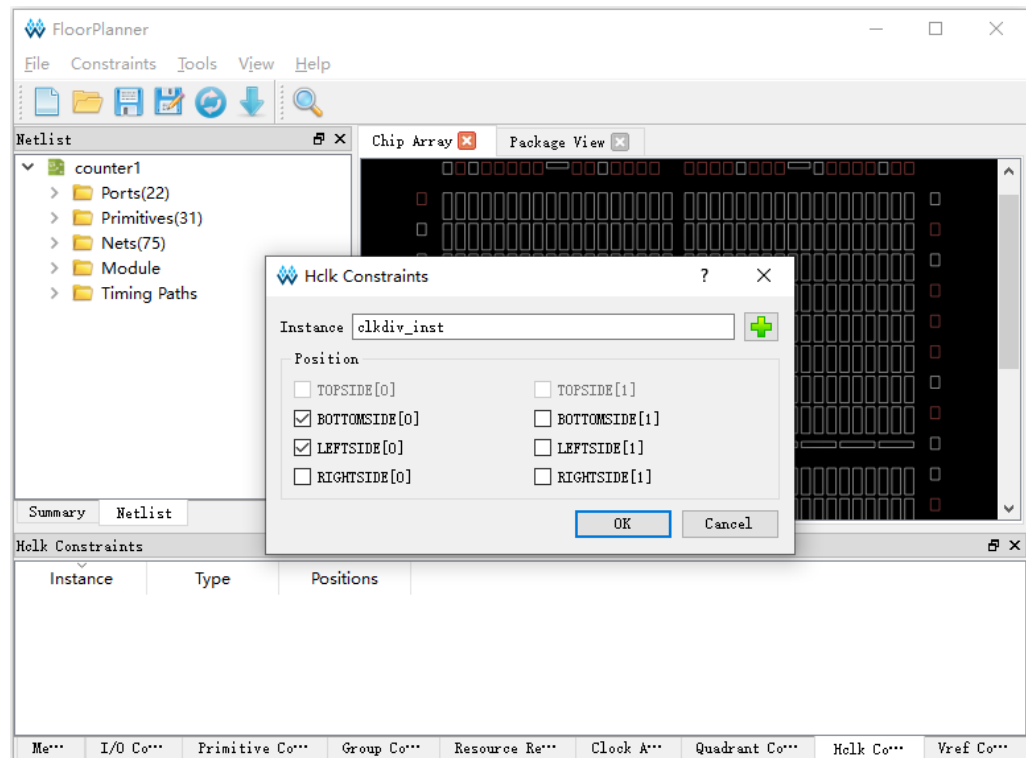 FloorPlanner
File Constraints Tools View Help
Netlist
Chip Array Package View
counter1
Ports(22)
Primitives(31)
Nets(75)
Module
Timing Paths
Hclk Constraints ?
Instance clkdiv_inst
Position
TOPSIDE[0] TOPSIDE[1]
BOTTOMSIDE[0] BOTTOMSIDE[1]
LEFTSIDE[0] LEFTSIDE[1]
RIGHTSIDE[0] RIGHTSIDE[1]
OK Cancel
Summary Netlist
Hclk Constraints
Instance Type Positions
Me··· I/O Co··· Primitive Co··· Group Co··· Resource Re··· Clock A··· Quadrant Co··· Hclk Co··· Vref Co···